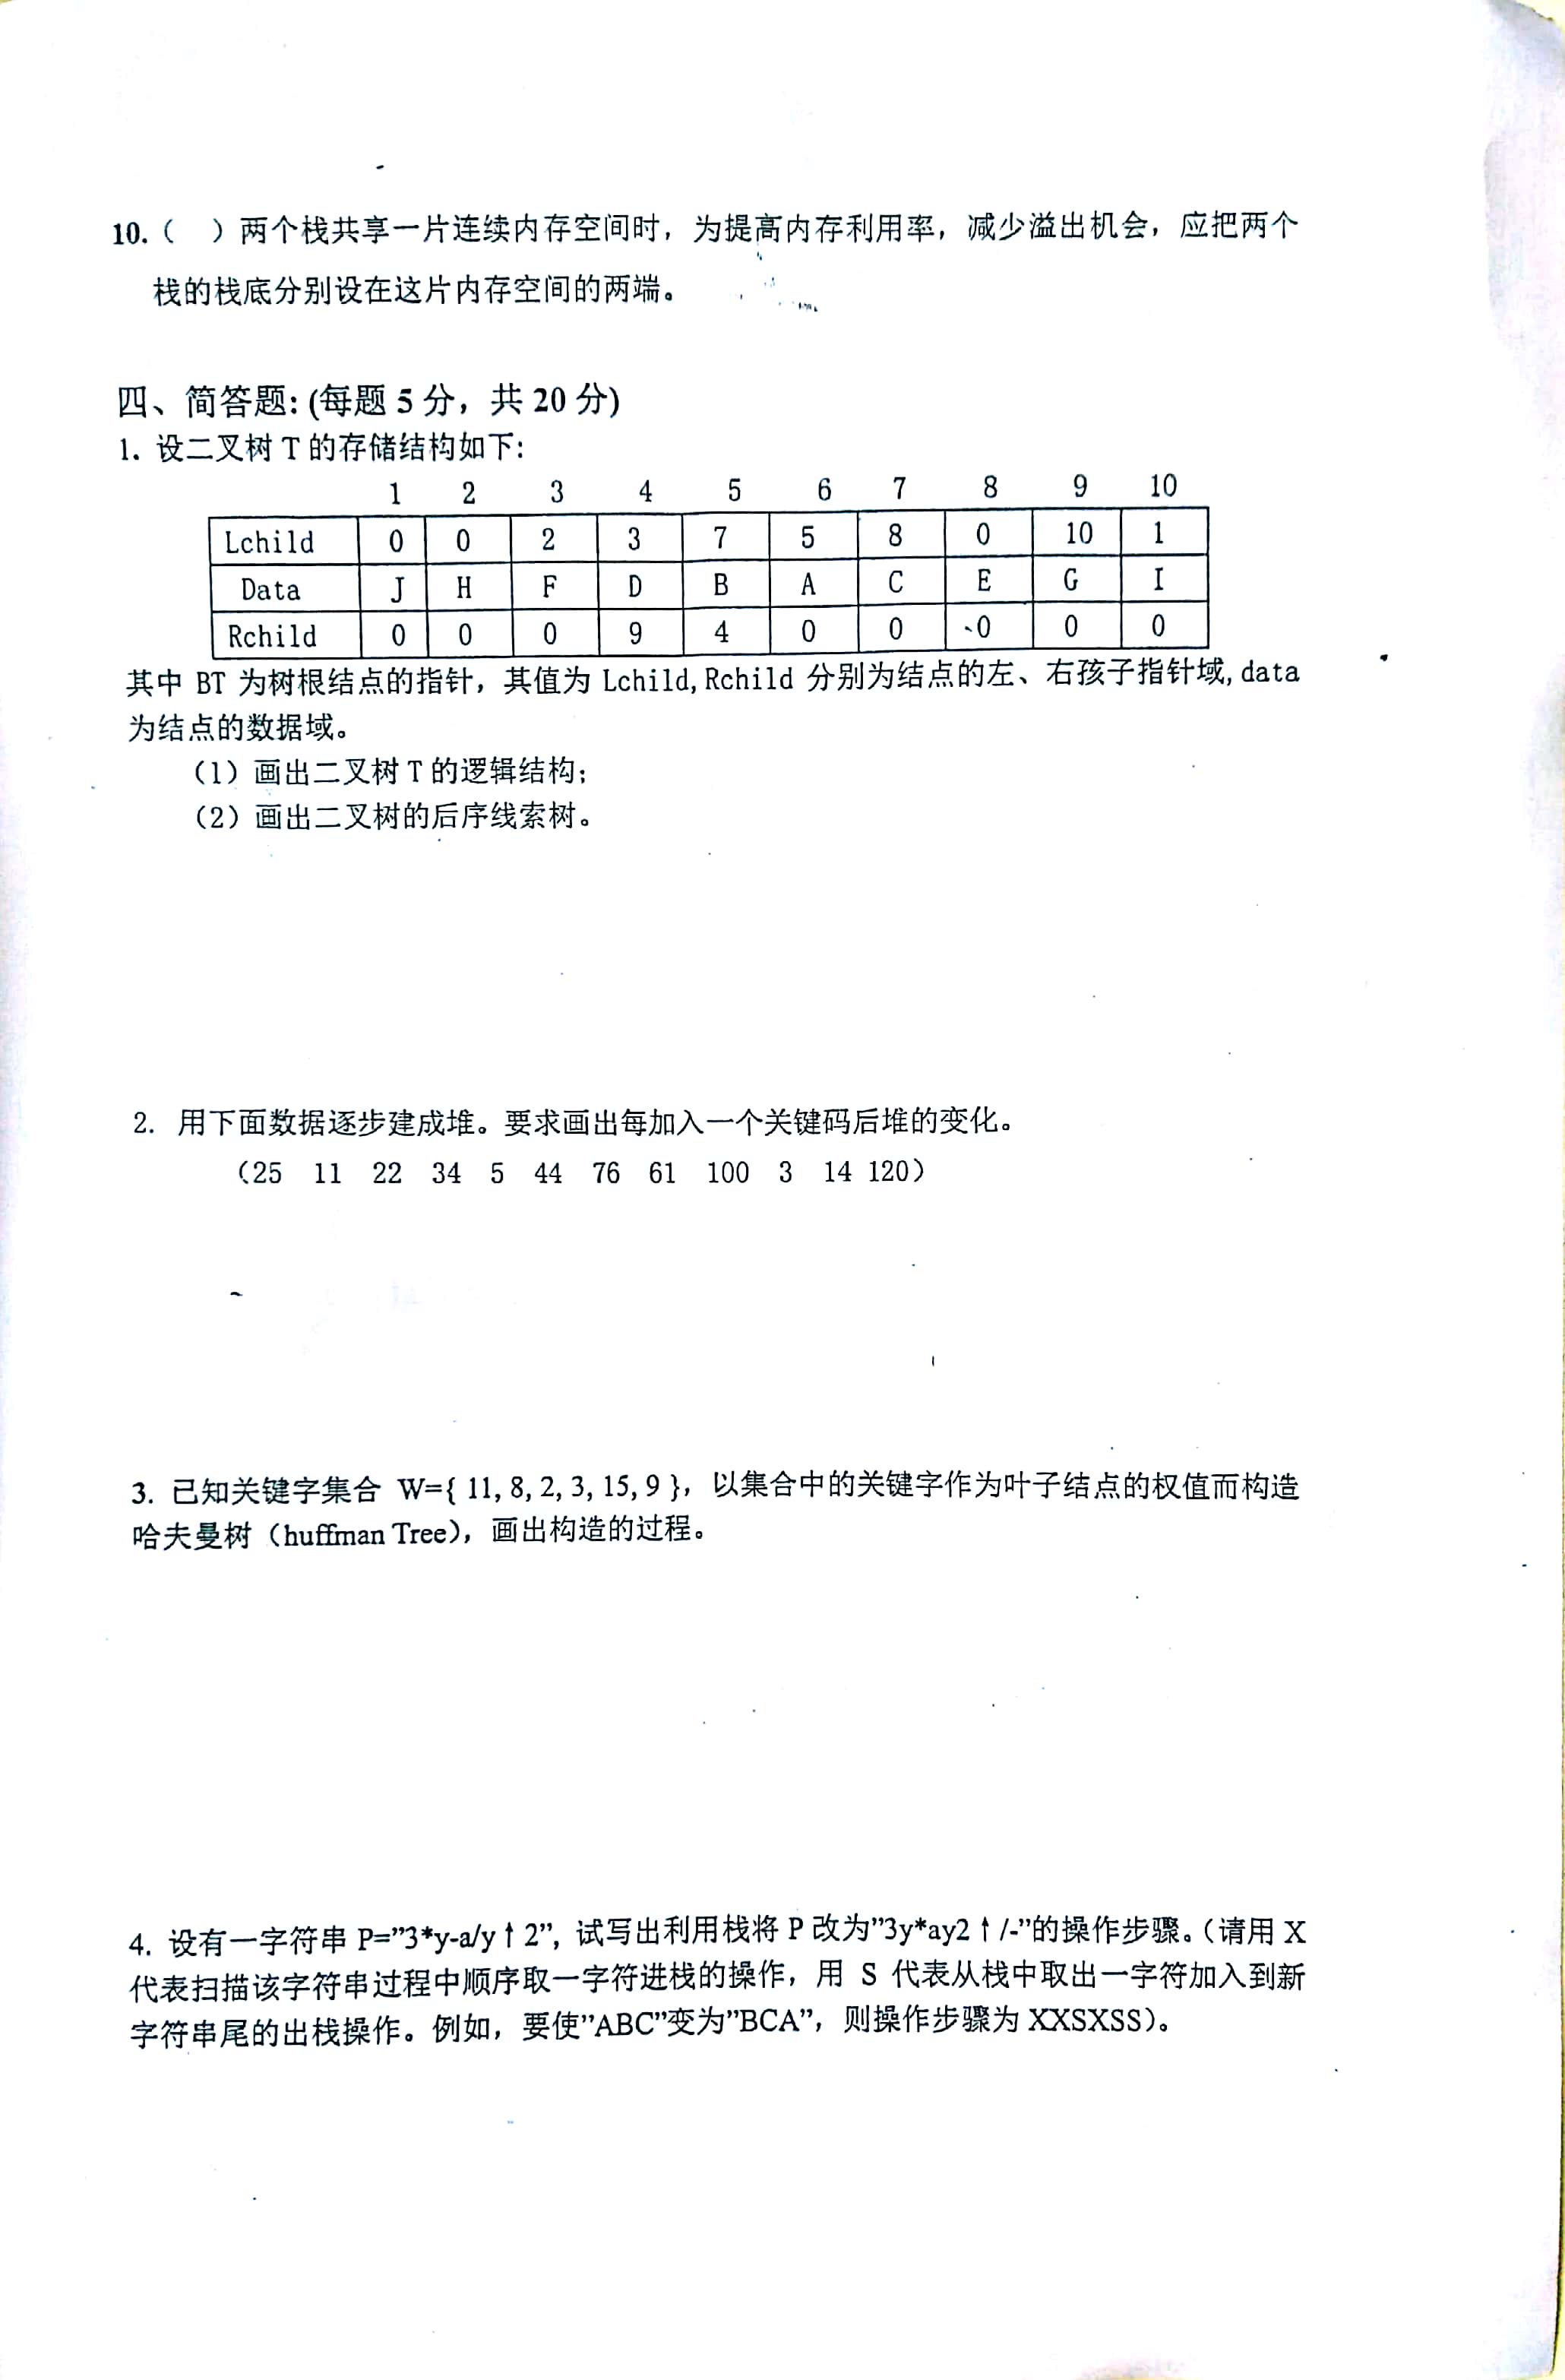 10.（ ）两个栈共享一片连续内存空间时，为提高内存利用率，减少溢出机会，应把两个
栈的栈底分别设在这片内存空间的两端。
四、简答题: (每题 5 分，共 20 分)
1. 设二叉树 T 的存储结构如下:
1 2 3 4 5 6 7 8 9 10
Lchild 0 0 2 3 7 5 8 0 10 1
Data J H F D B A C E G I
Rchild 0 0 0 9 4 0 0 0 0 0
其中 BT 为树根结点的指针，其值为 Lchild, Rchild 分别为结点的左、右孩子指针域, data
为结点的数据域。
（1）画出二叉树 T 的逻辑结构;
（2）画出二叉树的后序线索树。
2. 用下面数据逐步建成堆。要求画出每加入一个关键码后堆的变化。
（25 11 22 34 5 44 76 61 100 3 14 120）
3. 已知关键字集合 W={ 11, 8, 2, 3, 15, 9 }，以集合中的关键字作为叶子结点的权值而构造
哈夫曼树（huffman Tree），画出构造的过程。
4. 设有一字符串 P=”3*y-a/y↑2”, 试写出利用栈将 P 改为”3y*ay2↑/-”的操作步骤。（请用 X
代表扫描该字符串过程中顺序取一字符进栈的操作，用 S 代表从栈中取出一字符加入到新
字符串尾的出栈操作。例如，要使”ABC”变为”BCA”，则操作步骤为 XXSXSS）。